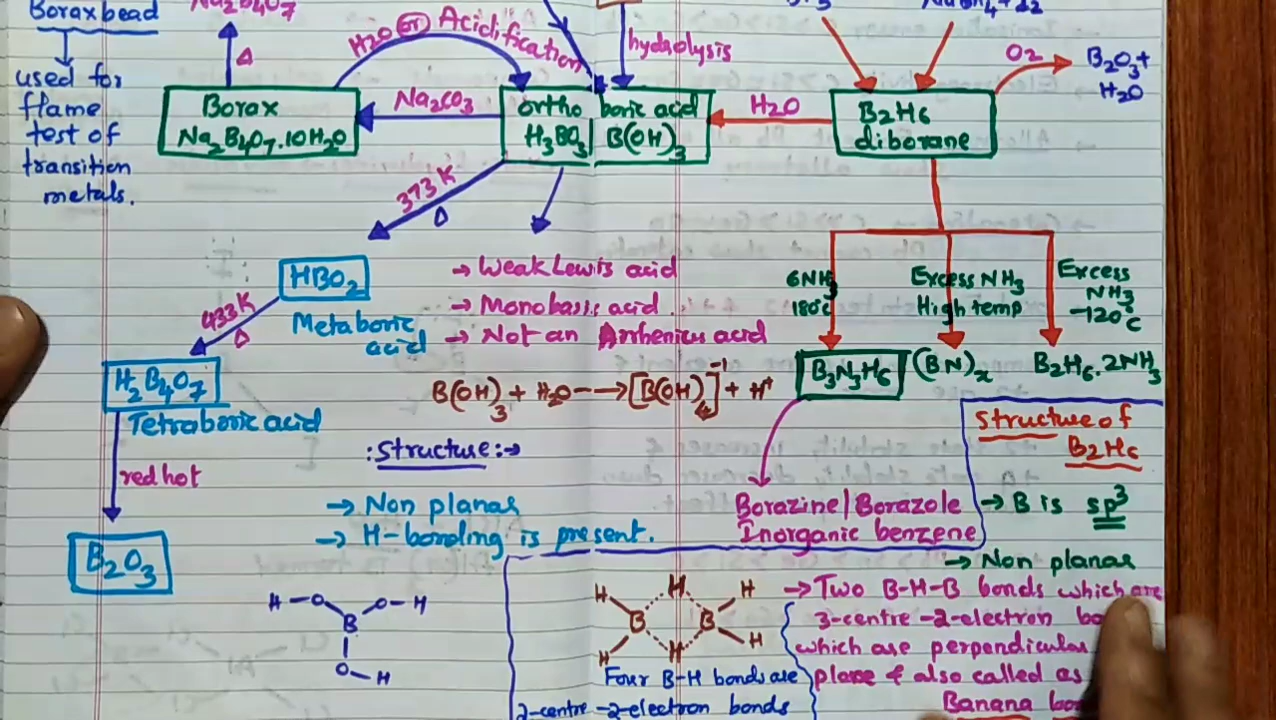 Borax bead
used for
flame
test of
transition
metals.
Na2B4O7
Δ
H2O (or) Acidification
hydrolysis
O2
B2O3 +
H2O
Borax
Na2B4O7.10H2O
Na2CO3
ortho boric acid
H3BO3 | B(OH)3
H2O
B2H6
diborane
373 K
Δ
HBO2
Metaboric
acid
433 K
Δ
H2B4O7
Tetraboric acid
red hot
B2O3
→ Weak Lewis acid
→ Monobasic acid.
→ Not an Arrhenius acid
B(OH)3 + H2O → [B(OH)4]⁻¹ + H⁺
:Structure:→
→ Non planar
→ H-bonding is present.
H–O O–H
B
O–H
6NH3
180°C
Excess NH3
High temp
Excess
NH3
-120°C
B3N3H6
(BN)x
B2H6.2NH3
Borazine/Borazole
Inorganic benzene
Structure of
B2H6
→ B is sp3
→ Non planar
→ Two B-H-B bonds which are
3-centre-2-electron
which are perpendicular
plane & also called as
Banana
H H H
B B
H H H
Four B-H bonds are
2-centre-2-electron bonds